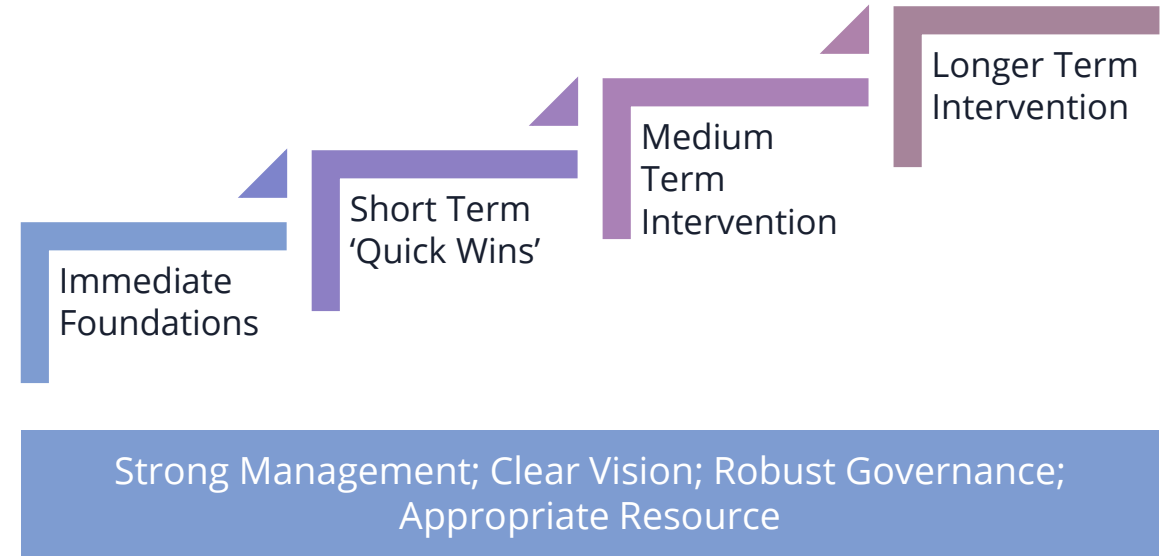 Immediate
Foundations
Short Term
‘Quick Wins’
Medium
Term
Intervention
Longer Term
Intervention
Strong Management; Clear Vision; Robust Governance;
Appropriate Resource